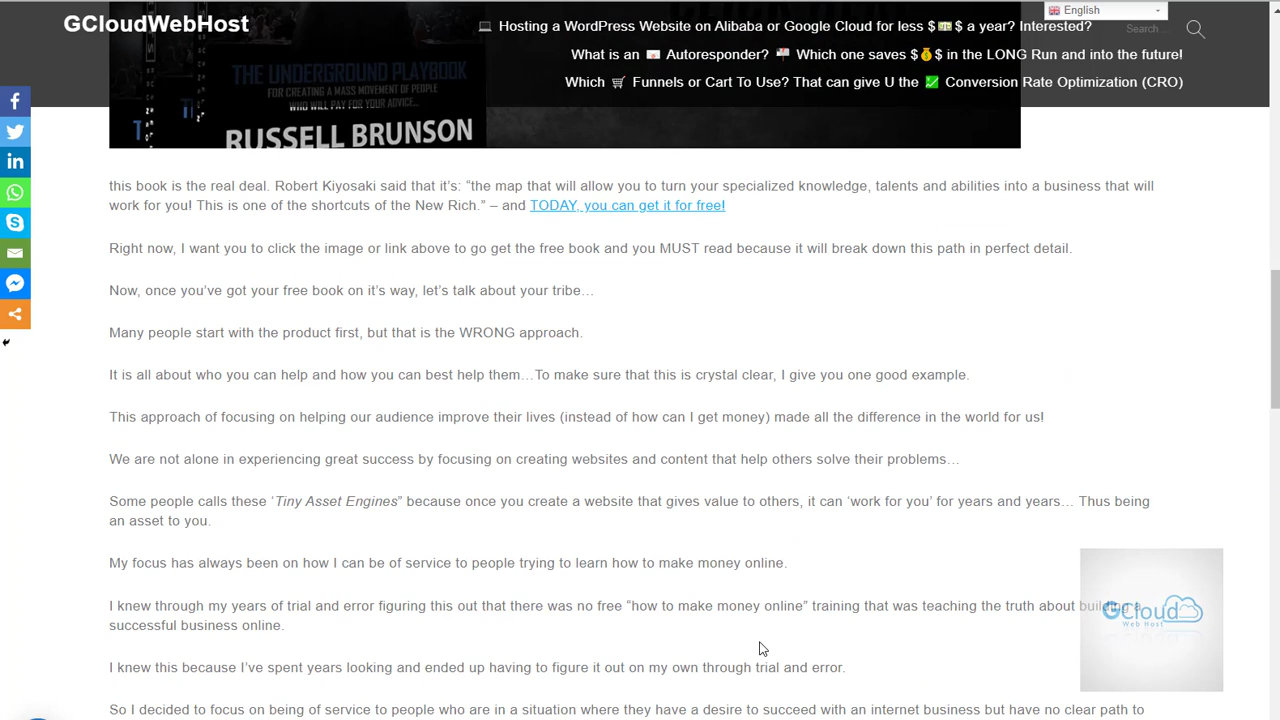 GCloudWebHost
English
Hosting a WordPress Website on Alibaba or Google Cloud for less $💵$ a year? Interested?
Search...
What is an 💌 Autoresponder? 📬 Which one saves $💰$ in the LONG Run and into the future!
Which 🛒 Funnels or Cart To Use? That can give U the 💹 Conversion Rate Optimization (CRO)
THE UNDERGROUND PLAYBOOK
FOR CREATING A MASS MOVEMENT OF PEOPLE
WHO WILL PAY FOR YOUR ADVICE...
RUSSELL BRUNSON
this book is the real deal. Robert Kiyosaki said that it's: “the map that will allow you to turn your specialized knowledge, talents and abilities into a business that will
work for you! This is one of the shortcuts of the New Rich.” – and TODAY, you can get it for free!
Right now, I want you to click the image or link above to go get the free book and you MUST read because it will break down this path in perfect detail.
Now, once you’ve got your free book on it’s way, let’s talk about your tribe…
Many people start with the product first, but that is the WRONG approach.
It is all about who you can help and how you can best help them…To make sure that this is crystal clear, I give you one good example.
This approach of focusing on helping our audience improve their lives (instead of how can I get money) made all the difference in the world for us!
We are not alone in experiencing great success by focusing on creating websites and content that help others solve their problems…
Some people calls these ‘Tiny Asset Engines” because once you create a website that gives value to others, it can ‘work for you’ for years and years… Thus being
an asset to you.
My focus has always been on how I can be of service to people trying to learn how to make money online.
I knew through my years of trial and error figuring this out that there was no free “how to make money online” training that was teaching the truth about building a
successful business online.
GCloud
Web Host
I knew this because I’ve spent years looking and ended up having to figure it out on my own through trial and error.
So I decided to focus on being of service to people who are in a situation where they have a desire to succeed with an internet business but have no clear path to